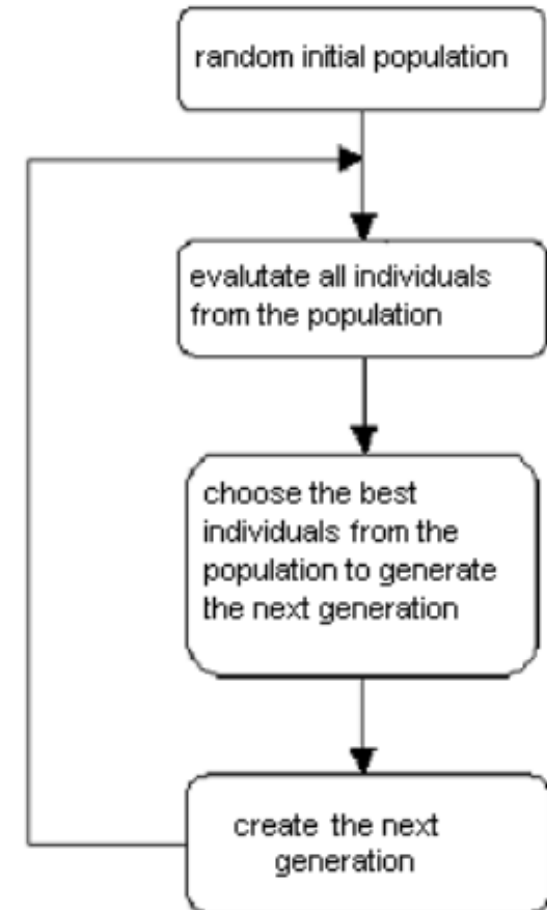 random initial population
evalutate all individuals
from the population
choose the best
individuals from the
population to generate
the next generation
create the next
generation